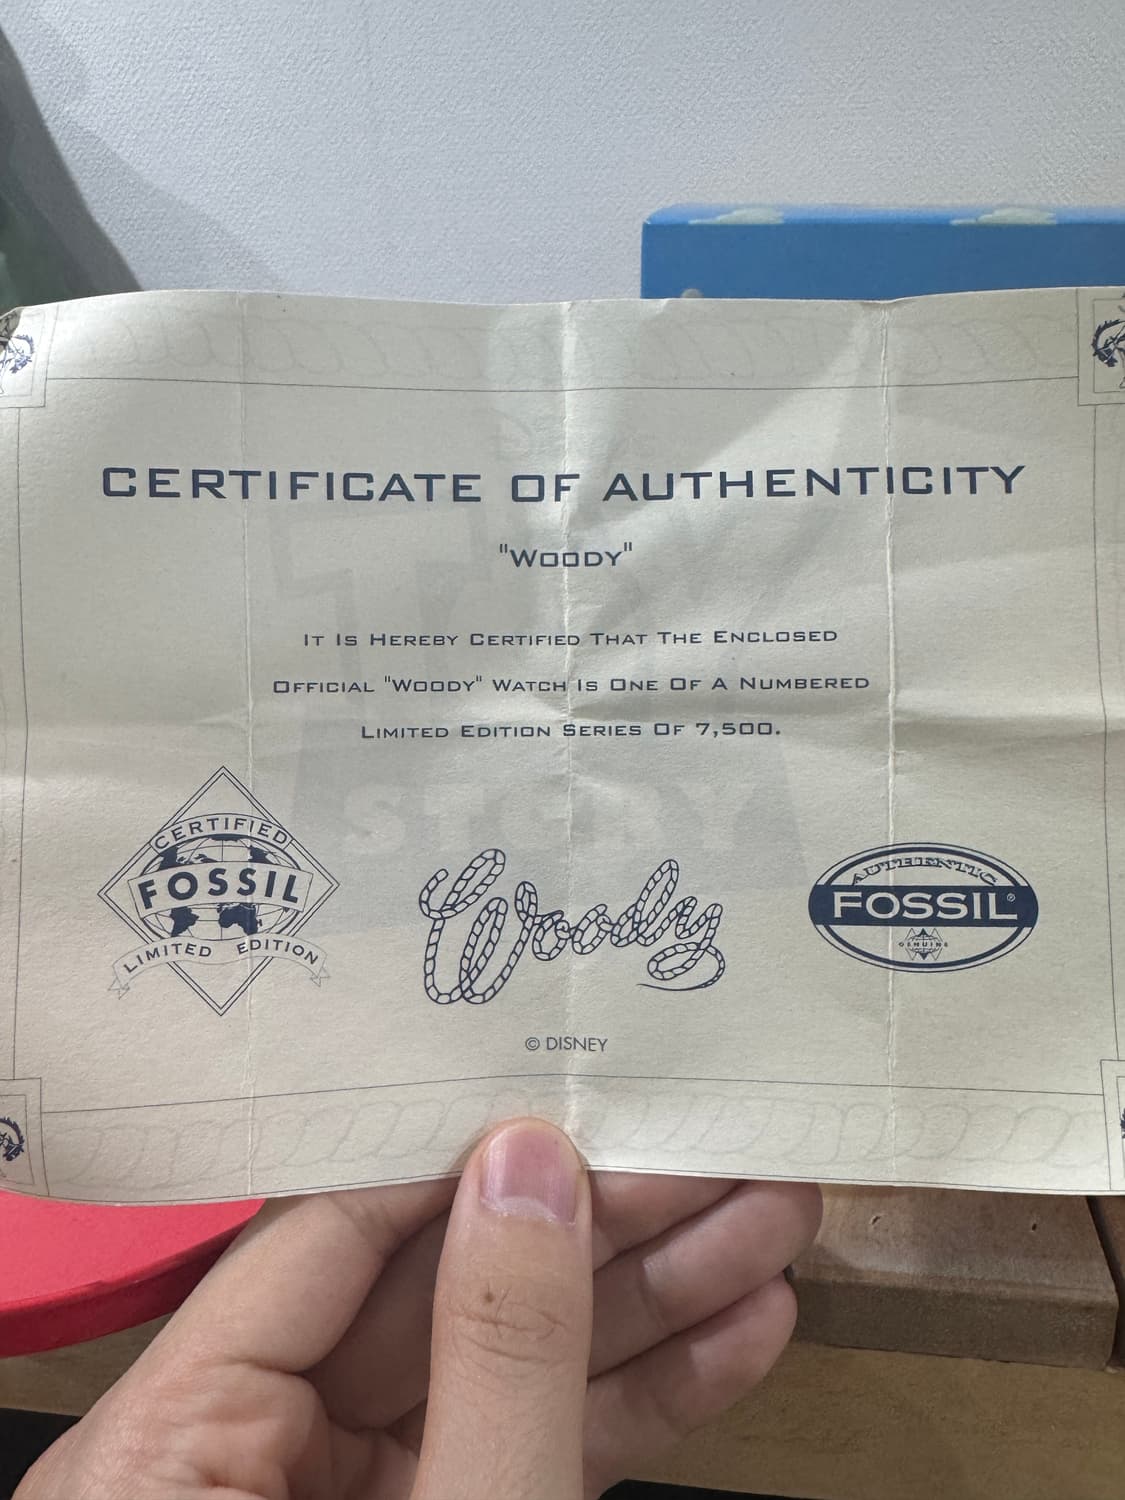 CERTIFICATE OF AUTHENTICITY
"WOODY"
IT IS HEREBY CERTIFIED THAT THE ENCLOSED
OFFICIAL "WOODY" WATCH IS ONE OF A NUMBERED
LIMITED EDITION SERIES OF 7,500.
CERTIFIED
FOSSIL
LIMITED EDITION
Woody
AUTHENTIC
FOSSIL®
GENUINE
© DISNEY